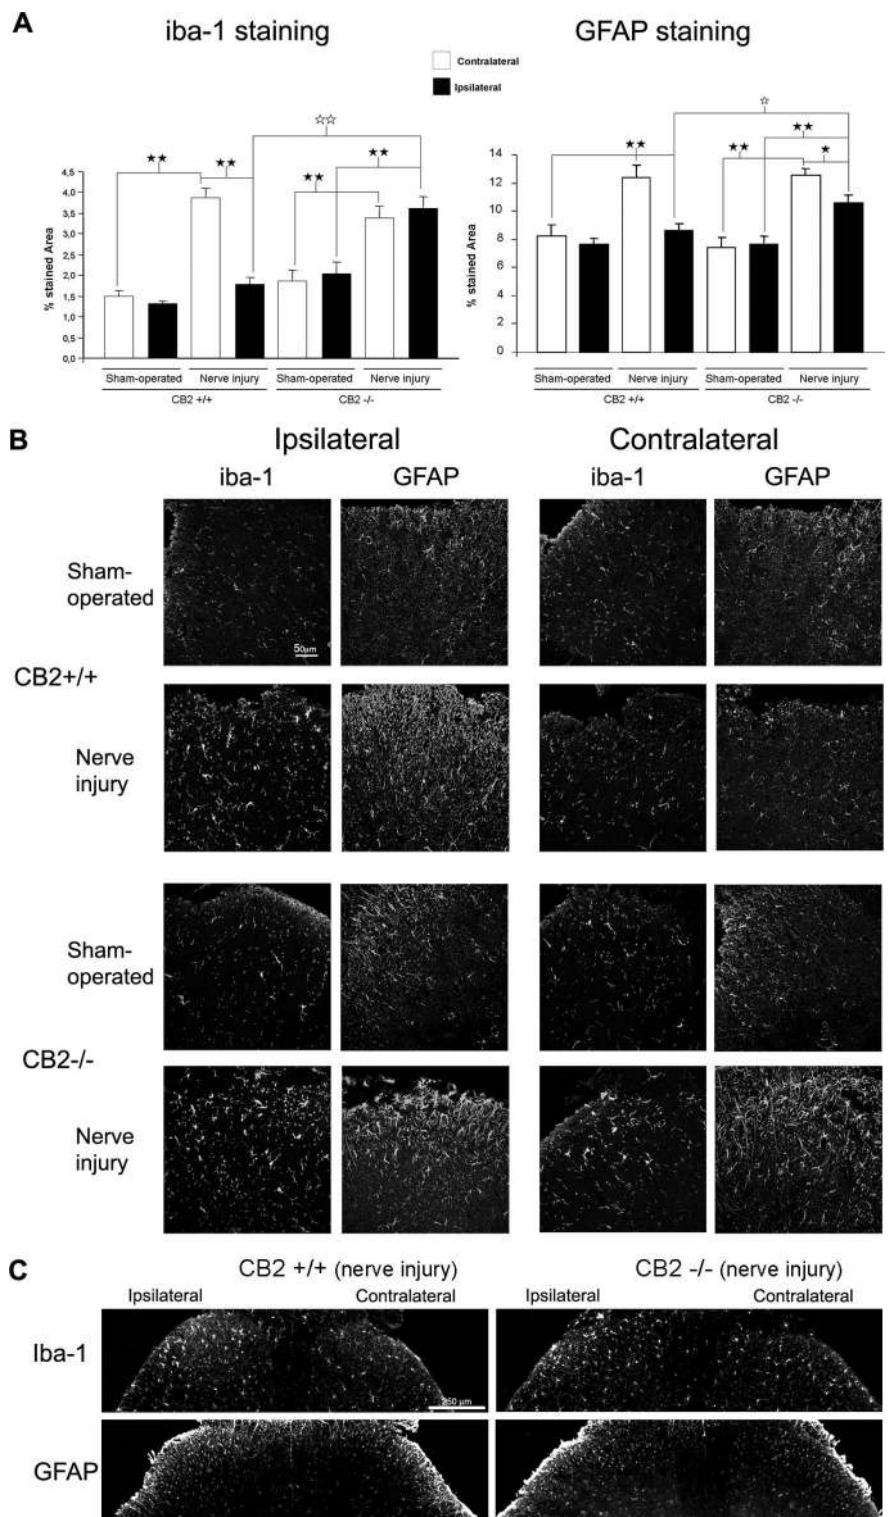 A
iba-1 staining
GFAP staining
Contralateral
Ipsilateral
☆☆
☆
★★
★★
★★
★★
★★
★★
★★
★
% stained Area
4,5
4,0
3,5
3,0
2,5
2,0
1,5
1,0
0,5
0,0
% stained Area
14
12
10
8
6
4
2
0
Sham-operated
Nerve injury
Sham-operated
Nerve injury
CB2 +/+
CB2 -/-
Sham-operated
Nerve injury
Sham-operated
Nerve injury
CB2 +/+
CB2 -/-
B
Ipsilateral
Contralateral
iba-1
GFAP
iba-1
GFAP
Sham-
operated
50µm
CB2+/+
Nerve
injury
Sham-
operated
CB2-/-
Nerve
injury
C
CB2 +/+ (nerve injury)
CB2 -/- (nerve injury)
Ipsilateral
Contralateral
Ipsilateral
Contralateral
Iba-1
250 µm
GFAP